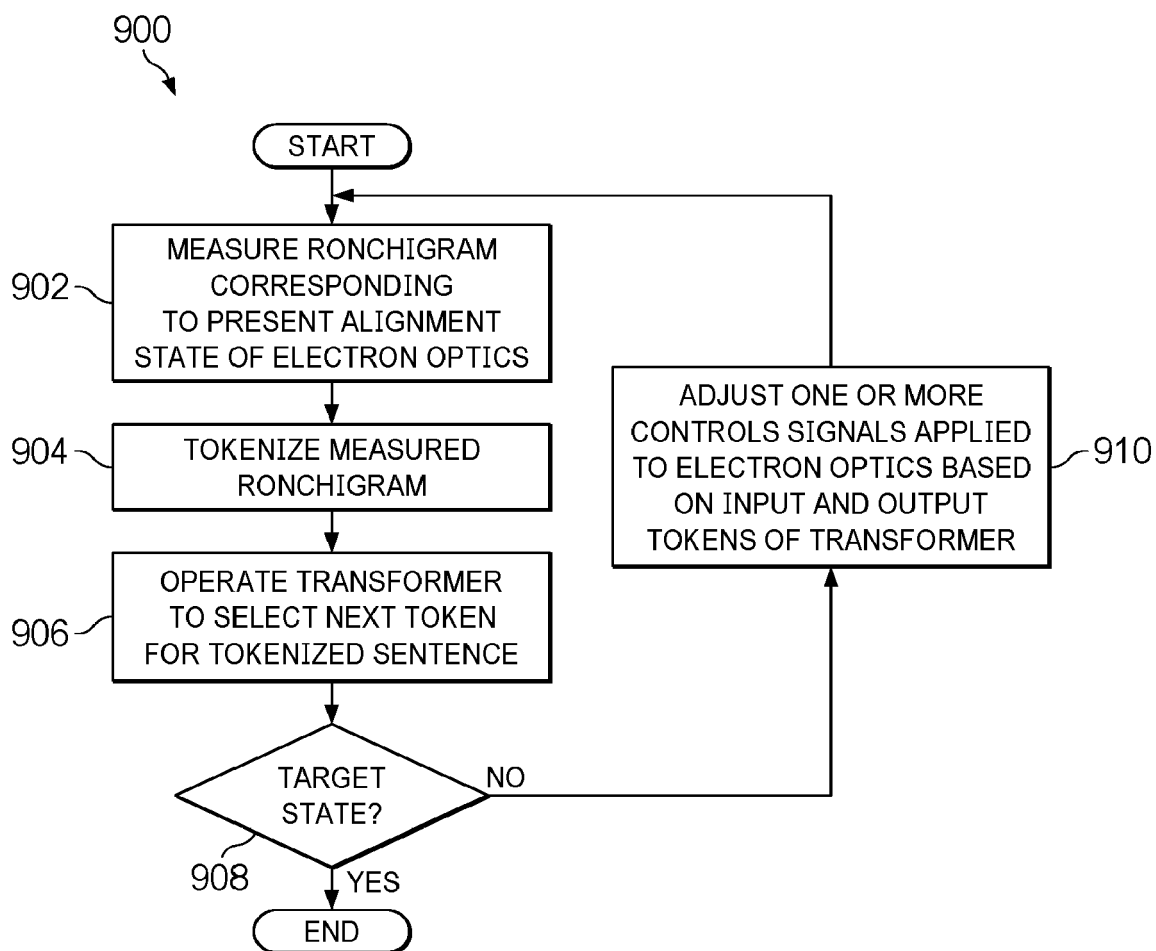 900
START
902
MEASURE RONCHIGRAM
CORRESPONDING
TO PRESENT ALIGNMENT
STATE OF ELECTRON OPTICS
904
TOKENIZE MEASURED
RONCHIGRAM
906
OPERATE TRANSFORMER
TO SELECT NEXT TOKEN
FOR TOKENIZED SENTENCE
TARGET
STATE?
908
NO
YES
END
ADJUST ONE OR MORE
CONTROLS SIGNALS APPLIED
TO ELECTRON OPTICS BASED
ON INPUT AND OUTPUT
TOKENS OF TRANSFORMER
910